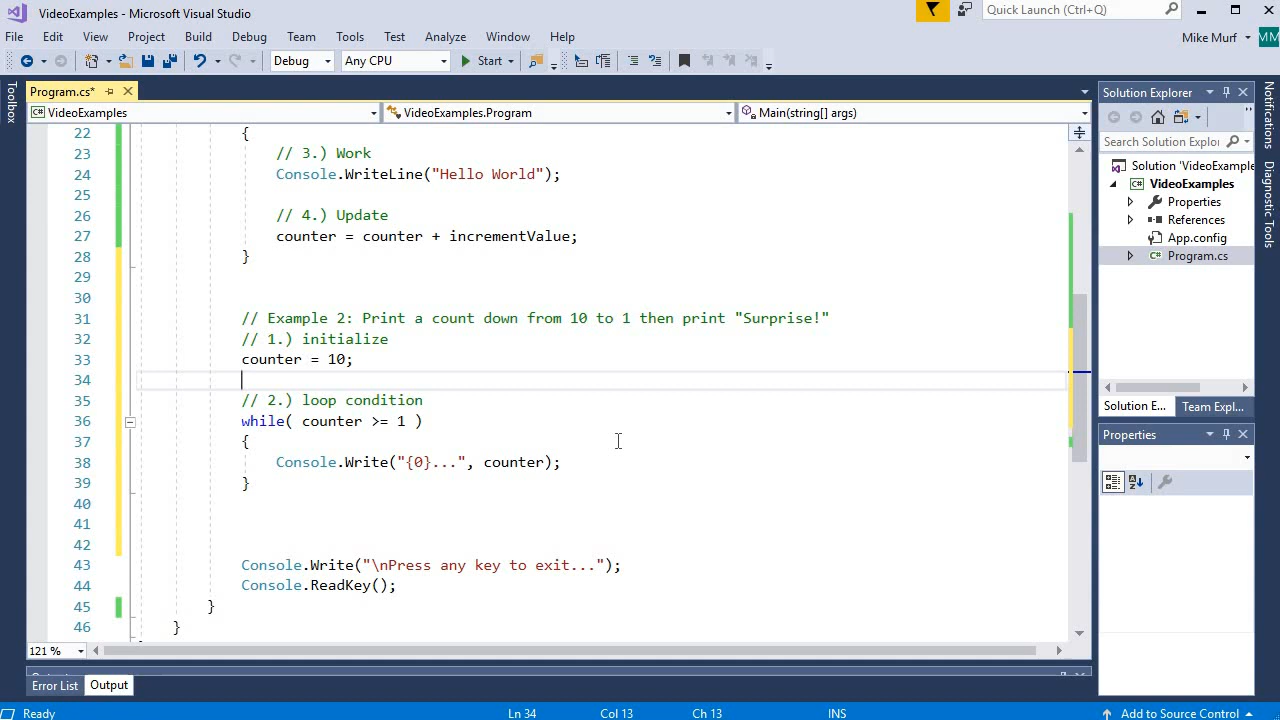 VideoExamples - Microsoft Visual Studio
Quick Launch (Ctrl+Q)
File Edit View Project Build Debug Team Tools Test Analyze Window Help
Mike Murf MM
Debug Any CPU Start
Toolbox
Program.cs*
VideoExamples VideoExamples.Program Main(string[] args)
22 {
23 // 3.) Work
24 Console.WriteLine("Hello World");
25
26 // 4.) Update
27 counter = counter + incrementValue;
28 }
29
30
31 // Example 2: Print a count down from 10 to 1 then print "Surprise!"
32 // 1.) initialize
33 counter = 10;
34
35 // 2.) loop condition
36 while( counter >= 1 )
37 {
38 Console.Write("{0}...", counter);
39 }
40
41
42
43 Console.Write("\nPress any key to exit...");
44 Console.ReadKey();
45 }
46 }
121 %
Error List Output
Solution Explorer
Search Solution Explo
Solution 'VideoExample
VideoExamples
Properties
References
App.config
C# Program.cs
Solution E... Team Expl...
Properties
Notifications
Diagnostic Tools
Ready Ln 34 Col 13 Ch 13 INS Add to Source Control